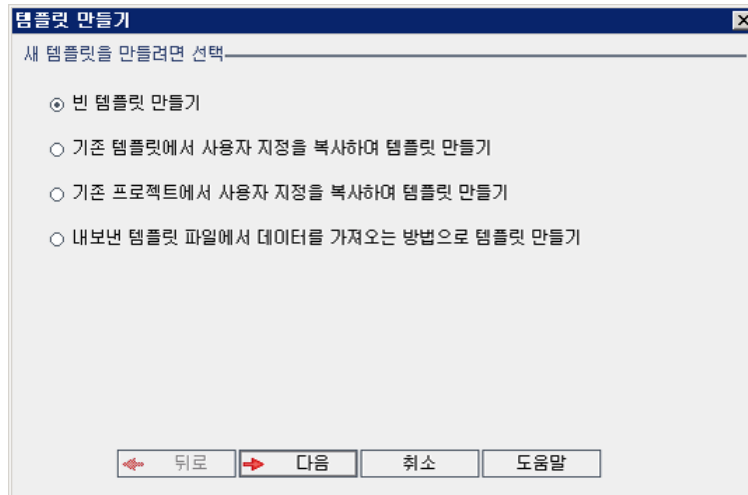 템플릿 만들기
새 템플릿을 만들려면 선택
빈 템플릿 만들기
기존 템플릿에서 사용자 지정을 복사하여 템플릿 만들기
기존 프로젝트에서 사용자 지정을 복사하여 템플릿 만들기
내보낸 템플릿 파일에서 데이터를 가져오는 방법으로 템플릿 만들기
뒤로 다음 취소 도움말